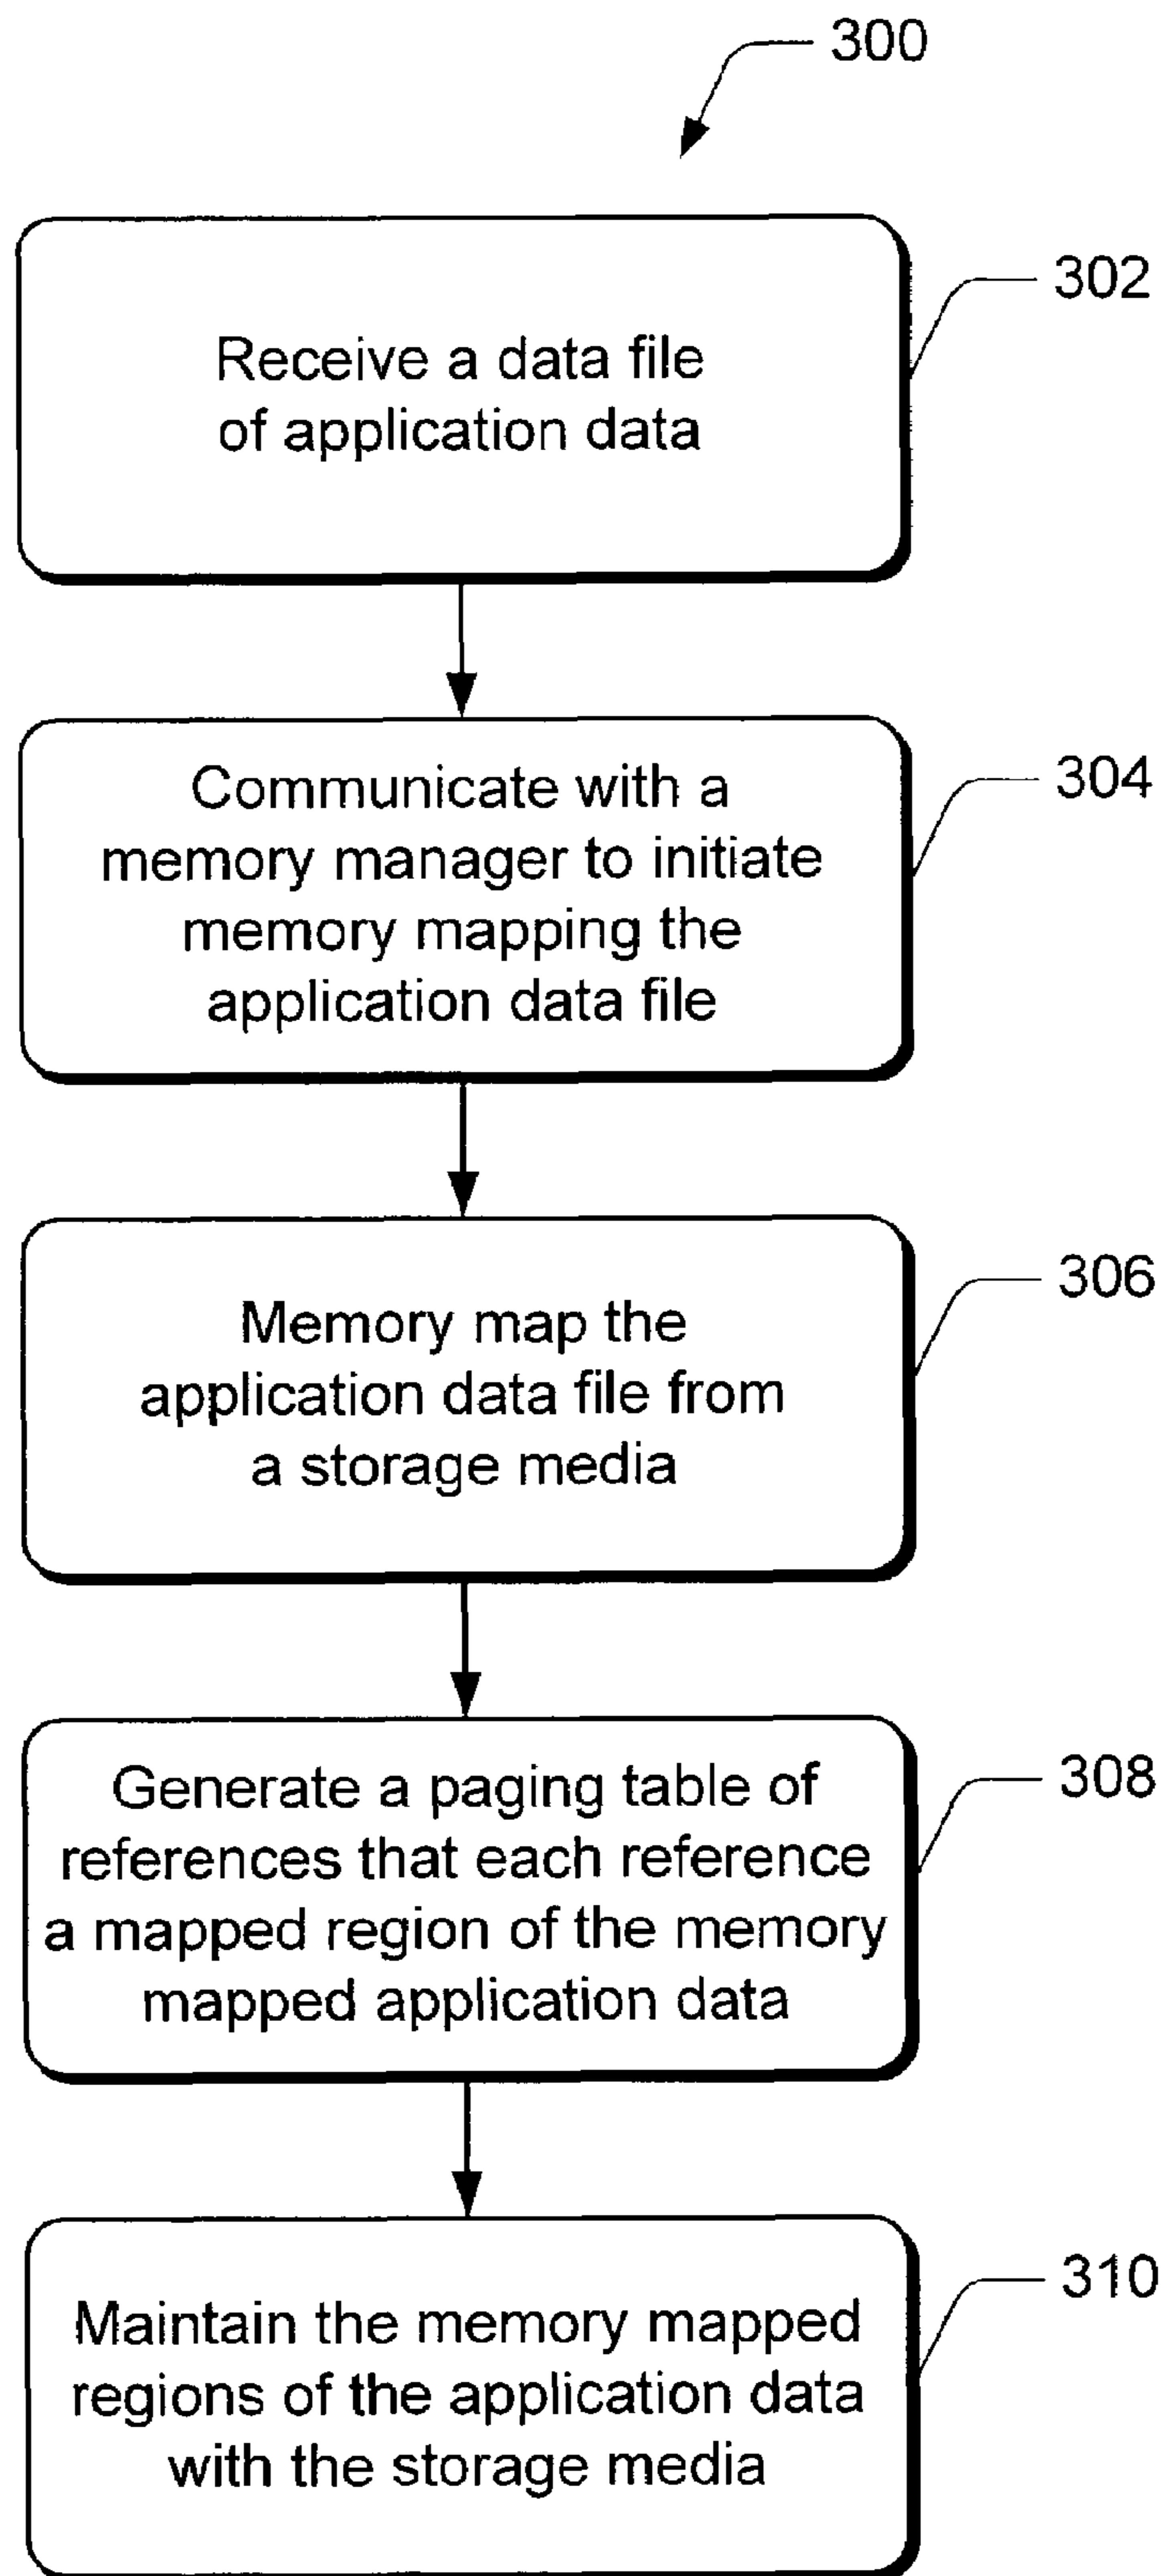 300
Receive a data file
of application data
302
Communicate with a
memory manager to initiate
memory mapping the
application data file
304
Memory map the
application data file from
a storage media
306
Generate a paging table of
references that each reference
a mapped region of the memory
mapped application data
308
Maintain the memory mapped
regions of the application data
with the storage media
310